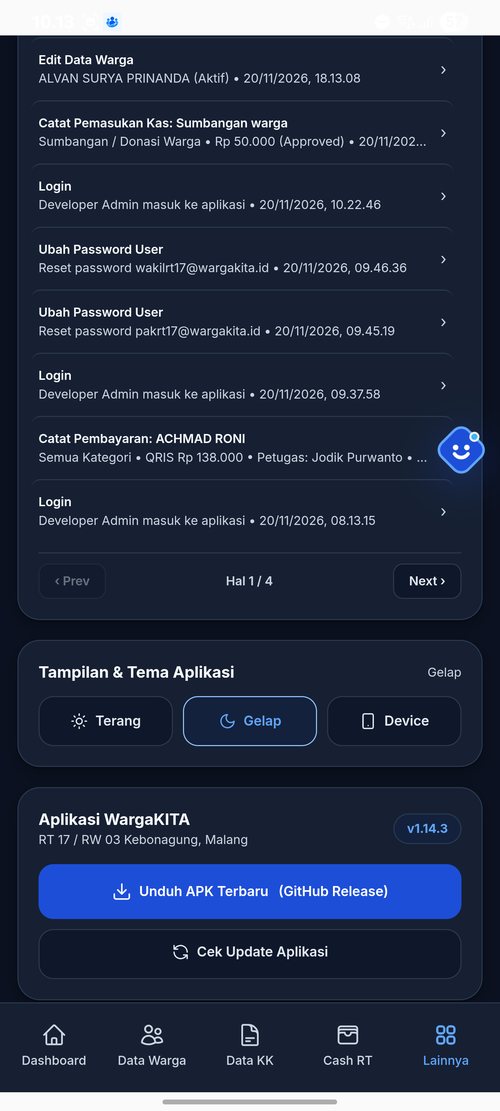 10.13
Edit Data Warga
ALVAN SURYA PRINANDA (Aktif) • 20/11/2026, 18.13.08
Catat Pemasukan Kas: Sumbangan warga
Sumbangan / Donasi Warga • Rp 50.000 (Approved) • 20/11/202...
Login
Developer Admin masuk ke aplikasi • 20/11/2026, 10.22.46
Ubah Password User
Reset password wakilrt17@wargakita.id • 20/11/2026, 09.46.36
Ubah Password User
Reset password pakrt17@wargakita.id • 20/11/2026, 09.45.19
Login
Developer Admin masuk ke aplikasi • 20/11/2026, 09.37.58
Catat Pembayaran: ACHMAD RONI
Semua Kategori • QRIS Rp 138.000 • Petugas: Jodik Purwanto • ...
Login
Developer Admin masuk ke aplikasi • 20/11/2026, 08.13.15
‹ Prev Hal 1 / 4 Next ›
Tampilan & Tema Aplikasi Gelap
Terang Gelap Device
Aplikasi WargaKITA
RT 17 / RW 03 Kebonagung, Malang
v1.14.3
Unduh APK Terbaru (GitHub Release)
Cek Update Aplikasi
Dashboard Data Warga Data KK Cash RT Lainnya